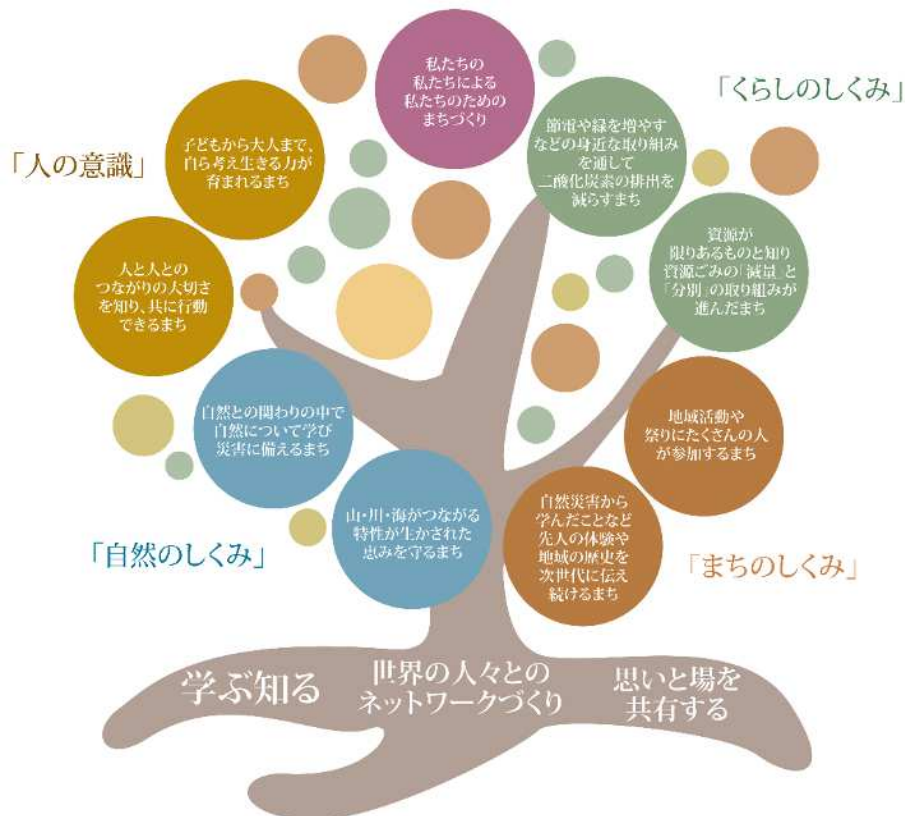 私たちの
私たちによる
私たちのための
まちづくり
「くらしのしくみ」
節電や緑を増やす
などの身近な取り組み
を通して
二酸化炭素の排出を
減らすまち
資源が
限りあるものと知り
資源ごみの「減量」と
「分別」の取り組みが
進んだまち
「人の意識」
子どもから大人まで、
自ら考え生きる力が
育まれるまち
人と人との
つながりの大切さ
を知り、共に行動
できるまち
自然との関わりの中で
自然について学び
災害に備えるまち
山・川・海がつながる
特性が生かされた
恵みを守るまち
「自然のしくみ」
地域活動や
祭りにたくさんの人
が参加するまち
自然災害から
学んだことなど
先人の体験や
地域の歴史を
次世代に伝え
続けるまち
「まちのしくみ」
学ぶ知る
世界の人々との
ネットワークづくり
思いと場を
共有する